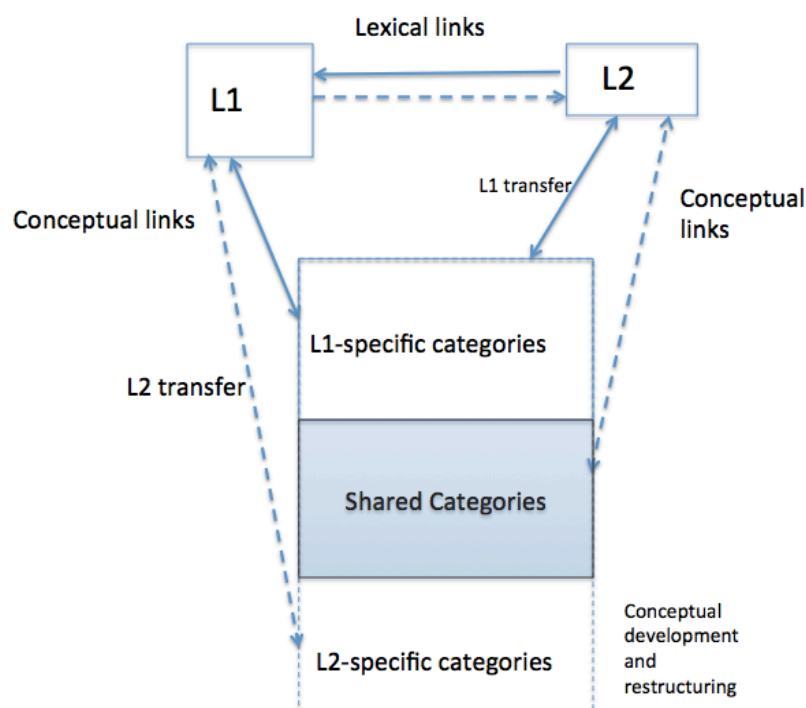 Lexical links
L1
L2
L1 transfer
Conceptual links
Conceptual
links
L1-specific categories
L2 transfer
Shared Categories
Conceptual
development
and
restructuring
L2-specific categories